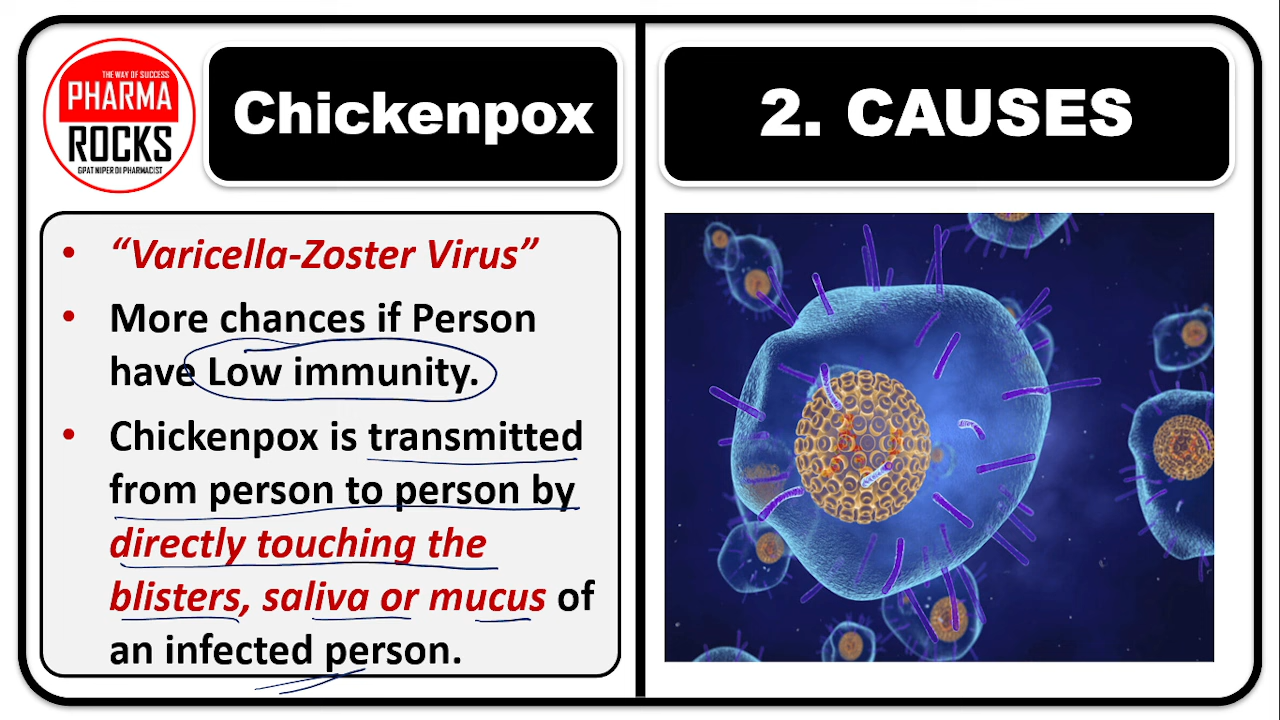 THE WAY OF SUCCESS
PHARMA
ROCKS
GPAT NIPER DI PHARMACIST
Chickenpox
2. CAUSES
• “Varicella-Zoster Virus”
• More chances if Person
have Low immunity.
• Chickenpox is transmitted
from person to person by
directly touching the
blisters, saliva or mucus of
an infected person.